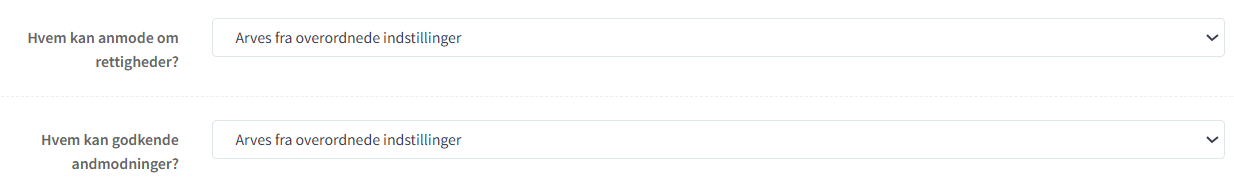 Hvem kan anmode om
rettigheder?
Arves fra overordnede indstillinger
Hvem kan godkende
andmodninger?
Arves fra overordnede indstillinger